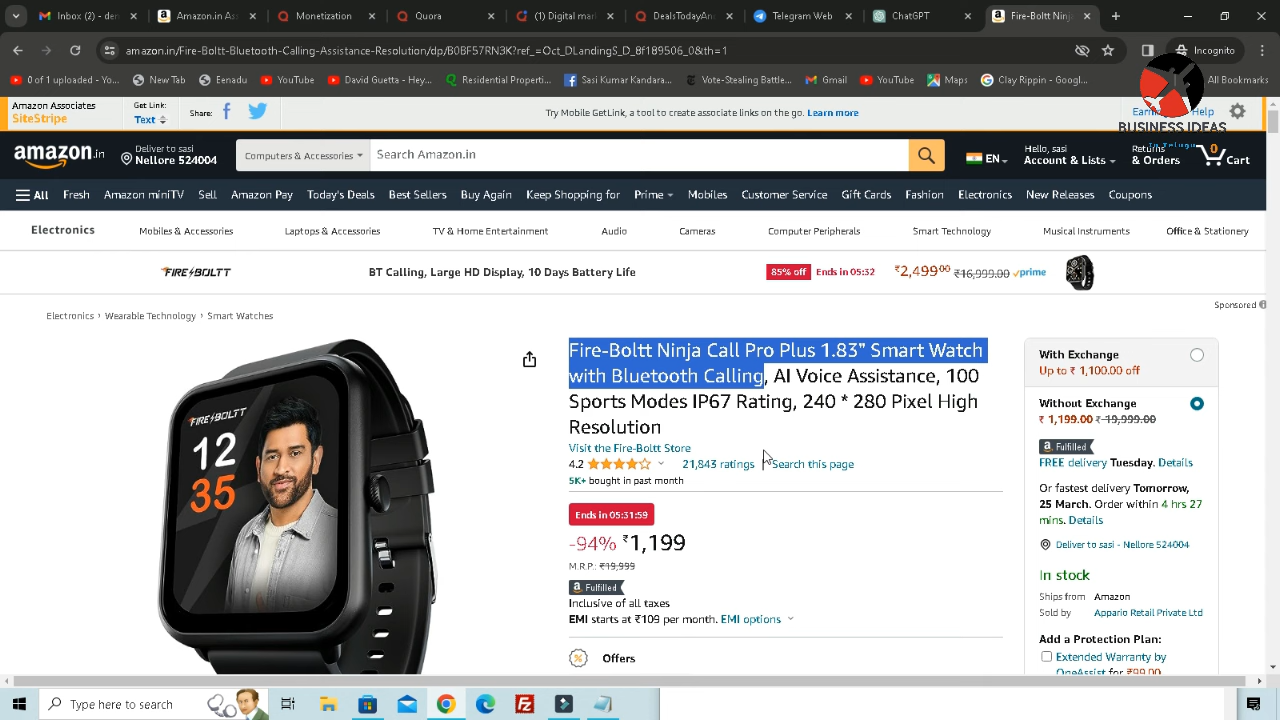 Inbox (2) - dem
Amazon.in As
Monetization
Quora
(1) Digital mar
DealsTodayAn
Telegram Web
ChatGPT
Fire-Boltt Ninj
amazon.in/Fire-Boltt-Bluetooth-Calling-Assistance-Resolution/dp/B0BF57RN3K?ref_=Oct_DLandingS_D_8f189506_0&th=1
Incognito
0 of 1 uploaded - Yo...
New Tab
Eenadu
YouTube
David Guetta - Hey,...
Residential Properti...
Sasi Kumar Kandara...
Vote-Stealing Battle...
Gmail
YouTube
Maps
Clay Rippin - Googl...
All Bookmarks
Amazon Associates
SiteStripe
Get Link:
Text
Share:
Try Mobile GetLink, a tool to create associate links on the go. Learn more
Help
BUSINESS IDEAS
In Telugu
amazon.in
Deliver to sasi
Nellore 524004
Computers & Accessories
Search Amazon.in
EN
Hello, sasi
Account & Lists
Returns
& Orders
0
Cart
All
Fresh
Amazon miniTV
Sell
Amazon Pay
Today's Deals
Best Sellers
Buy Again
Keep Shopping for
Prime
Mobiles
Customer Service
Gift Cards
Fashion
Electronics
New Releases
Coupons
Electronics
Mobiles & Accessories
Laptops & Accessories
TV & Home Entertainment
Audio
Cameras
Computer Peripherals
Smart Technology
Musical Instruments
Office & Stationery
FIRE-BOLTT
BT Calling, Large HD Display, 10 Days Battery Life
85% off
Ends in 05:32
₹2,499.00
₹16,999.00
prime
Sponsored
Electronics › Wearable Technology › Smart Watches
FIRE-BOLTT
12
35
Fire-Boltt Ninja Call Pro Plus 1.83" Smart Watch
with Bluetooth Calling, AI Voice Assistance, 100
Sports Modes IP67 Rating, 240 * 280 Pixel High
Resolution
Visit the Fire-Boltt Store
4.2
21,843 ratings
Search this page
5K+ bought in past month
Ends in 05:31:59
-94% ₹1,199
M.R.P.: ₹19,999
a Fulfilled
Inclusive of all taxes
EMI starts at ₹109 per month. EMI options
Offers
With Exchange
Up to ₹ 1,100.00 off
Without Exchange
₹ 1,199.00 ₹ 19,999.00
a Fulfilled
FREE delivery Tuesday. Details
Or fastest delivery Tomorrow,
25 March. Order within 4 hrs 27
mins. Details
Deliver to sasi - Nellore 524004
In stock
Ships from Amazon
Sold by Appario Retail Private Ltd
Add a Protection Plan:
Extended Warranty by
OneAssist for ₹99.00
Type here to search